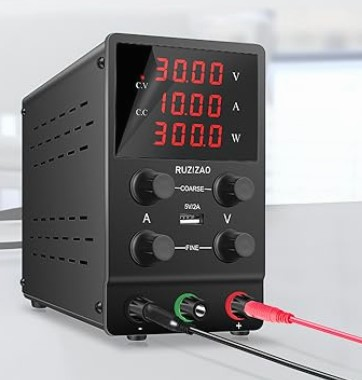 30.00 V
C.V
10.00 A
C.C
300.0 W
RUZIZAO
COARSE
5V/2A
A V
FINE
- +